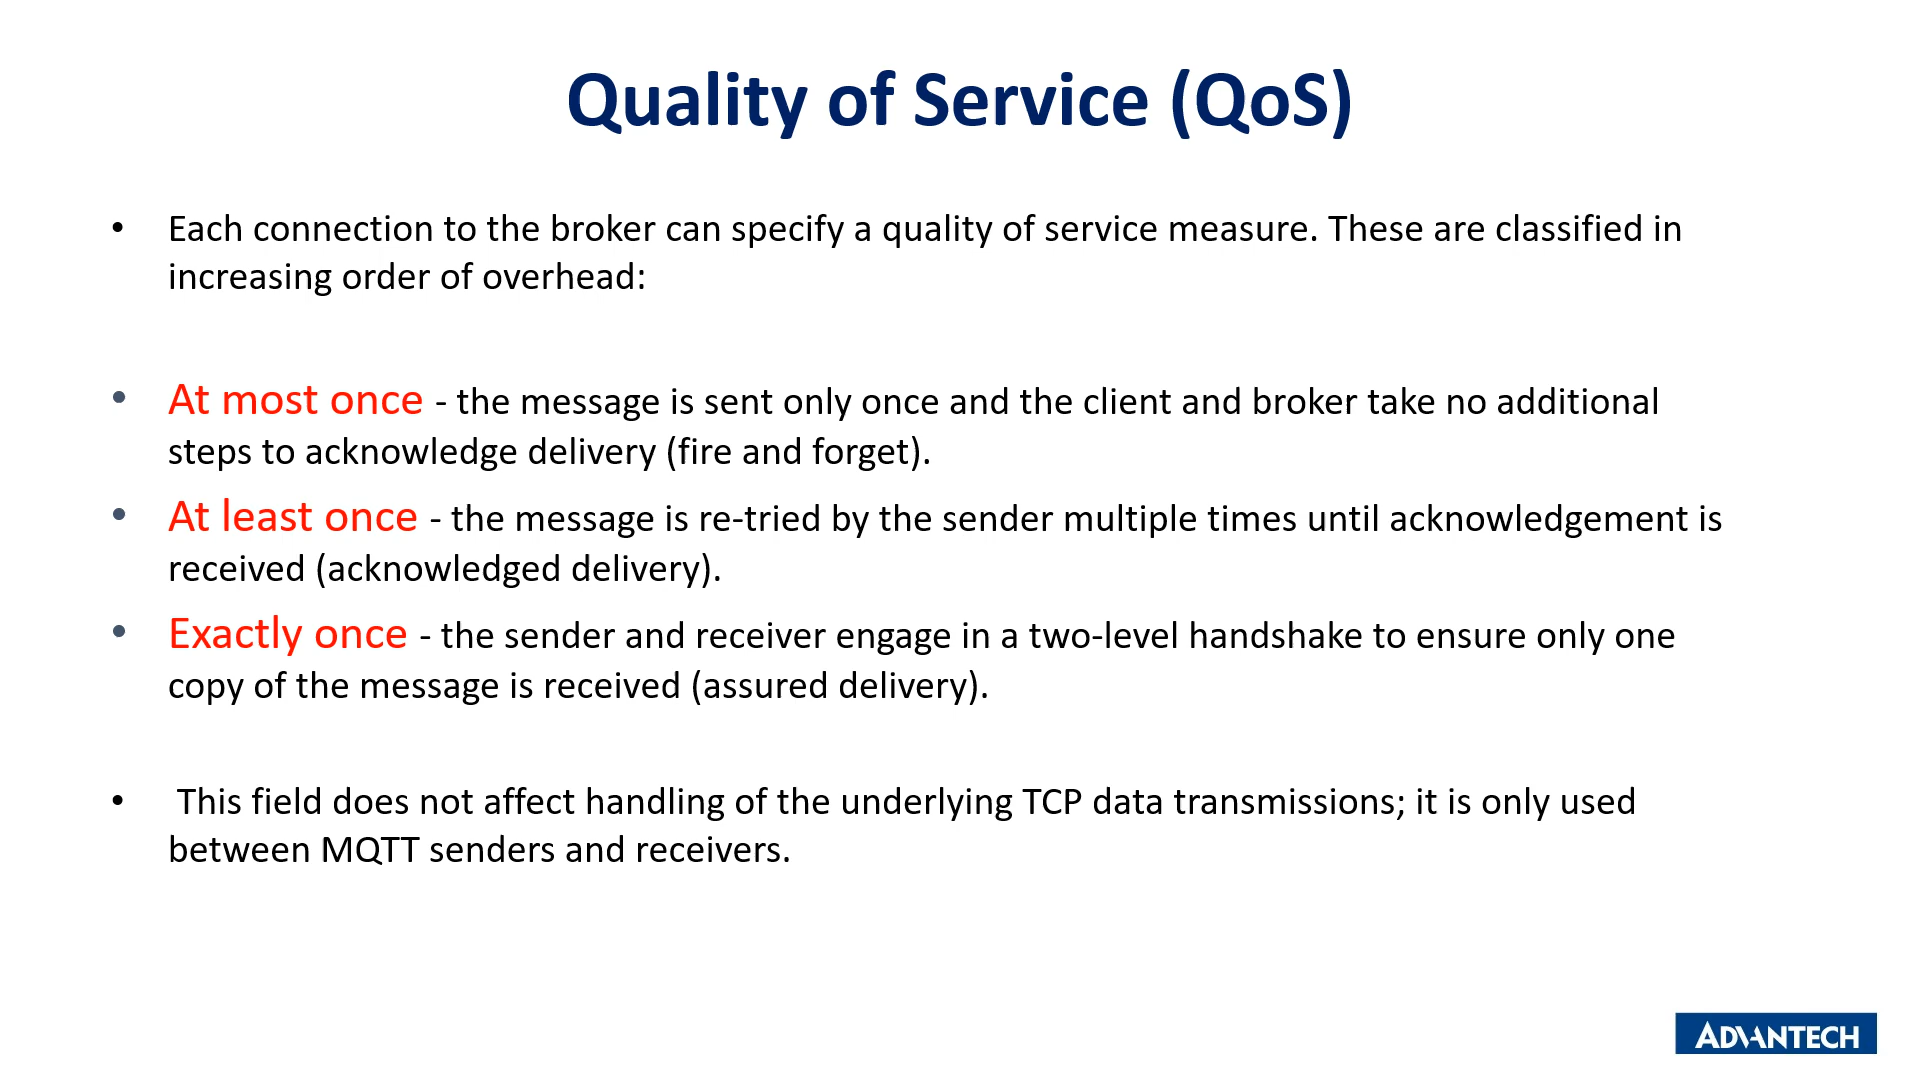 Quality of Service (QoS)
• Each connection to the broker can specify a quality of service measure. These are classified in
increasing order of overhead:
• At most once - the message is sent only once and the client and broker take no additional
steps to acknowledge delivery (fire and forget).
• At least once - the message is re-tried by the sender multiple times until acknowledgement is
received (acknowledged delivery).
• Exactly once - the sender and receiver engage in a two-level handshake to ensure only one
copy of the message is received (assured delivery).
• This field does not affect handling of the underlying TCP data transmissions; it is only used
between MQTT senders and receivers.
ADVANTECH